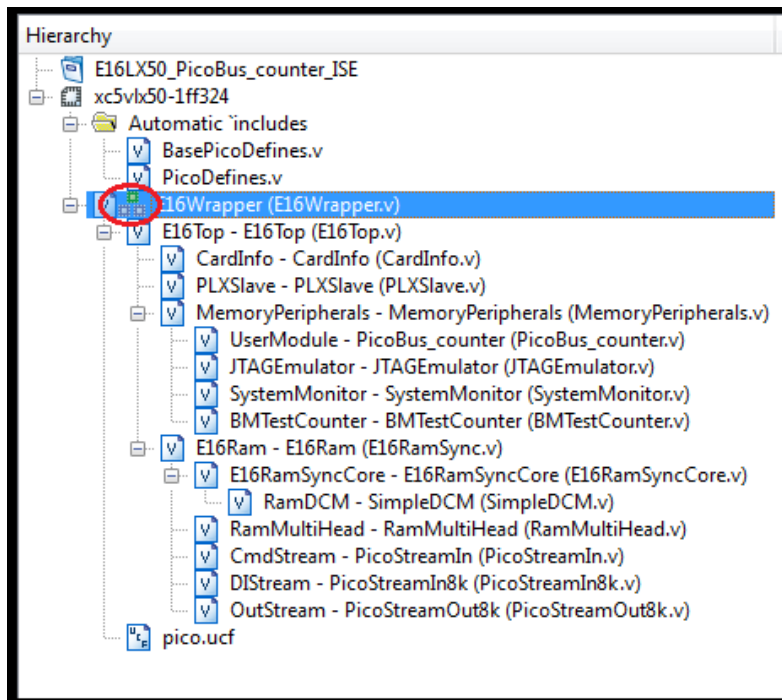 Hierarchy
E16LX50_PicoBus_counter_ISE
xc5vlx50-1ff324
Automatic `includes
BasePicoDefines.v
PicoDefines.v
E16Wrapper (E16Wrapper.v)
E16Top - E16Top (E16Top.v)
CardInfo - CardInfo (CardInfo.v)
PLXSlave - PLXSlave (PLXSlave.v)
MemoryPeripherals - MemoryPeripherals (MemoryPeripherals.v)
UserModule - PicoBus_counter (PicoBus_counter.v)
JTAGEmulator - JTAGEmulator (JTAGEmulator.v)
SystemMonitor - SystemMonitor (SystemMonitor.v)
BMTestCounter - BMTestCounter (BMTestCounter.v)
E16Ram - E16Ram (E16RamSync.v)
E16RamSyncCore - E16RamSyncCore (E16RamSyncCore.v)
RamDCM - SimpleDCM (SimpleDCM.v)
RamMultiHead - RamMultiHead (RamMultiHead.v)
CmdStream - PicoStreamIn (PicoStreamIn.v)
DIStream - PicoStreamIn8k (PicoStreamIn8k.v)
OutStream - PicoStreamOut8k (PicoStreamOut8k.v)
pico.ucf